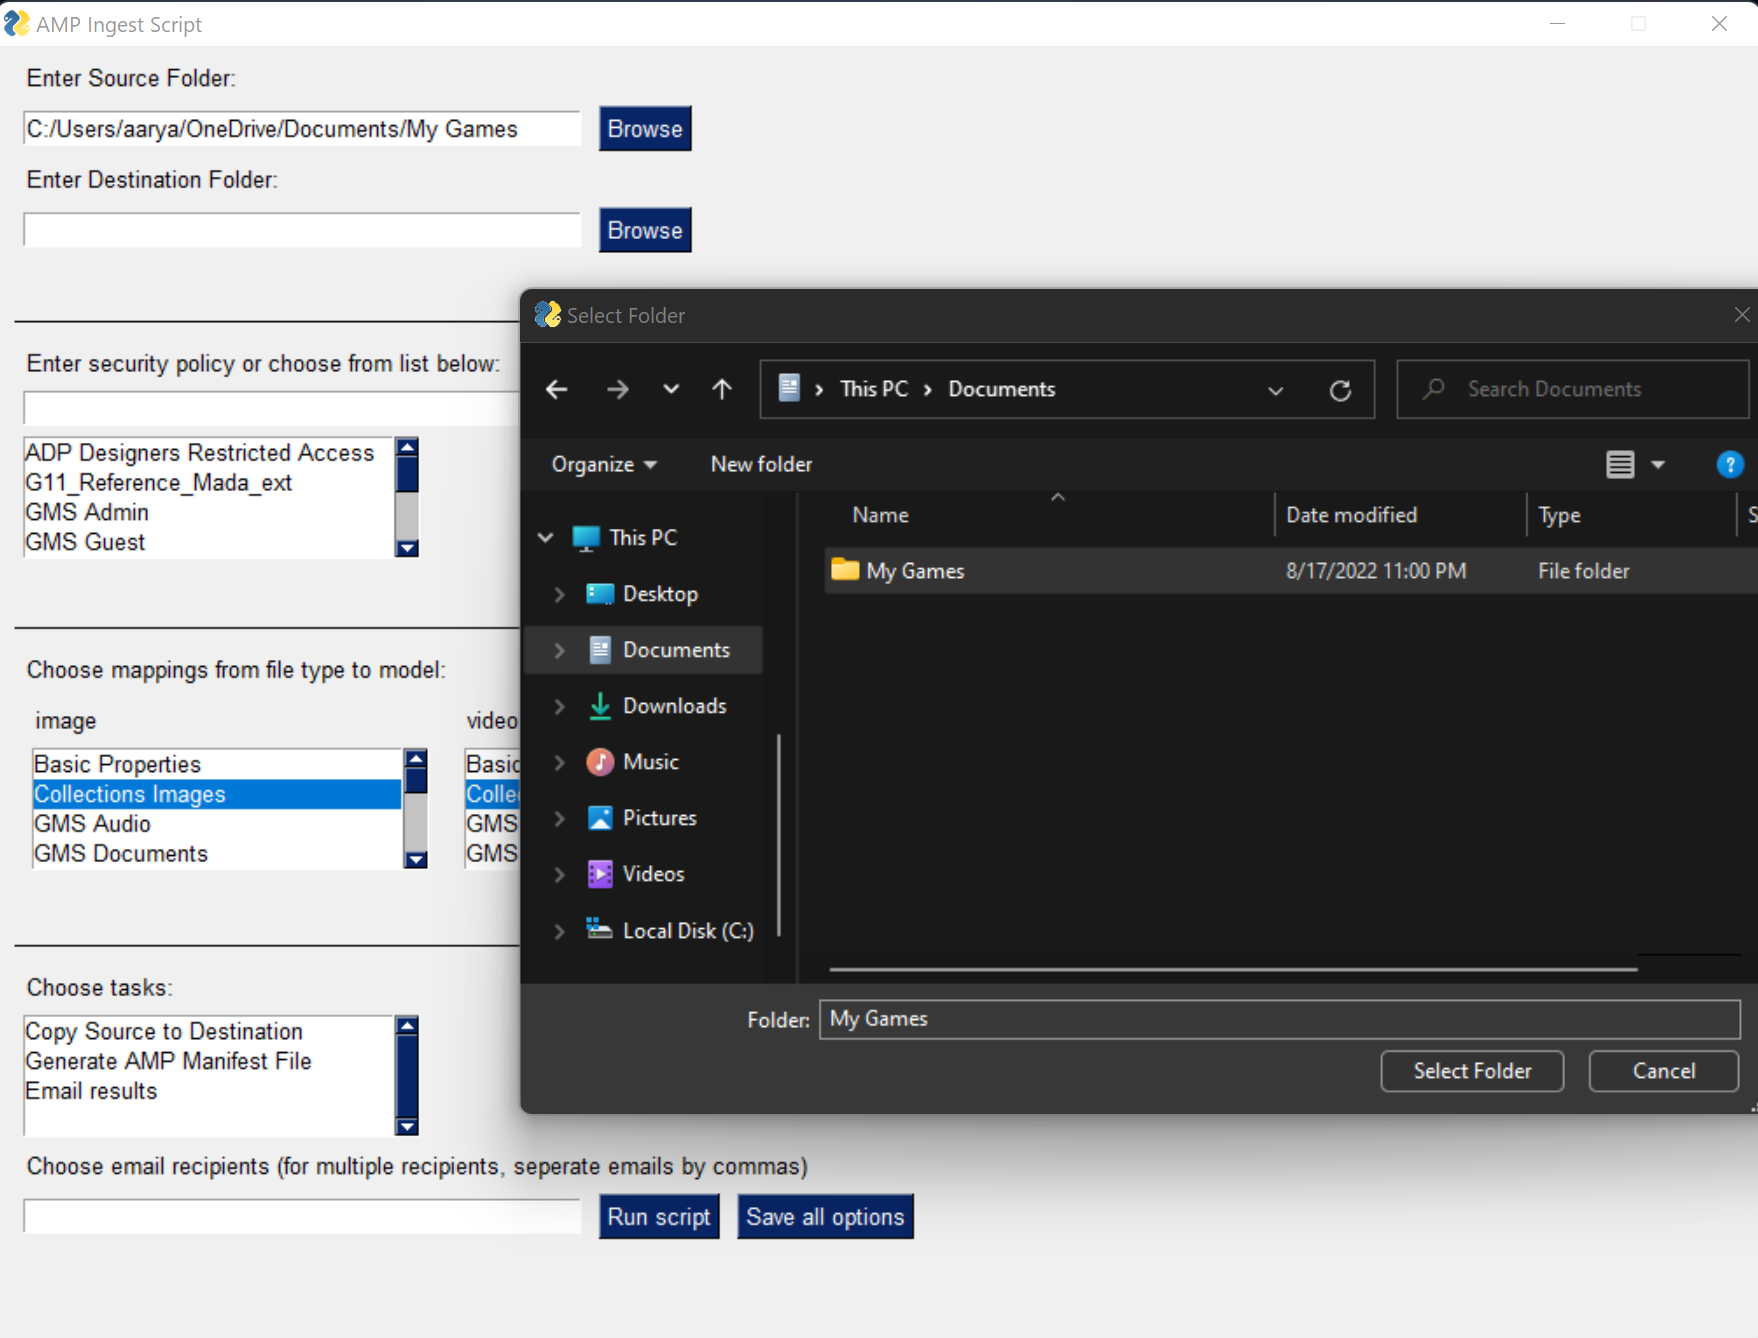 AMP Ingest Script
Enter Source Folder:
C:/Users/aarya/OneDrive/Documents/My Games
Browse
Enter Destination Folder:
Browse
Enter security policy or choose from list below:
ADP Designers Restricted Access
G11_Reference_Mada_ext
GMS Admin
GMS Guest
Choose mappings from file type to model:
image
Basic Properties
Collections Images
GMS Audio
GMS Documents
video
Basic
Colle
GMS
GMS
Choose tasks:
Copy Source to Destination
Generate AMP Manifest File
Email results
Choose email recipients (for multiple recipients, seperate emails by commas)
Run script
Save all options
Select Folder
This PC > Documents
Search Documents
Organize
New folder
?
This PC
Desktop
Documents
Downloads
Music
Pictures
Videos
Local Disk (C:)
Name
Date modified
Type
S
My Games
8/17/2022 11:00 PM
File folder
Folder:
My Games
Select Folder
Cancel